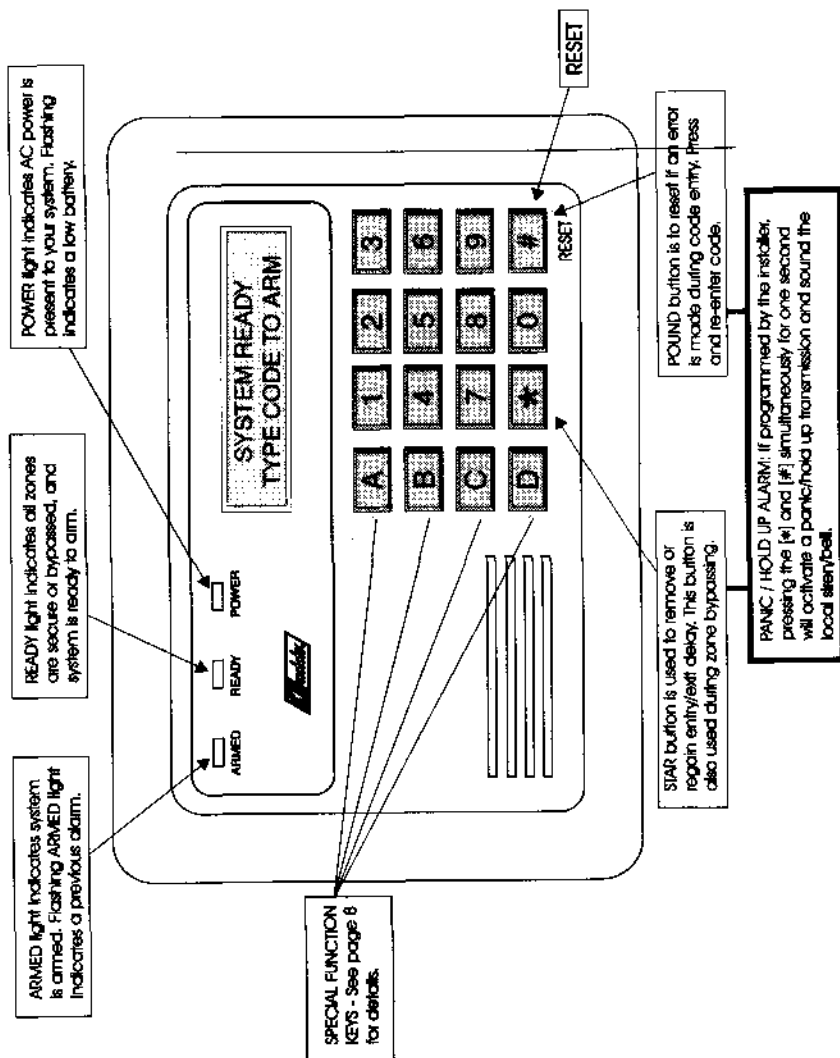 ARMED light indicates system
is armed. Flashing ARMED light
indicates a previous alarm.
READY light indicates all zones
are secure or bypassed, and
system is ready to arm.
POWER light indicates AC power is
present to your system. Flashing
indicates a low battery.
ARMED
READY
POWER
SYSTEM READY
TYPE CODE TO ARM
A 1 2 3
B 4 5 6
C 7 8 9
D * 0 #
RESET
RESET
SPECIAL FUNCTION
KEYS - See page 8
for details.
STAR button is used to remove or
regain entry/exit delay. This button is
also used during zone bypassing.
POUND button is to reset if an error
is made during code entry. Press
and re-enter code.
PANIC / HOLD UP ALARM: If programmed by the installer,
pressing the [*] and [#] simultaneously for one second
will activate a panic/hold up transmission and sound the
local siren/bell.